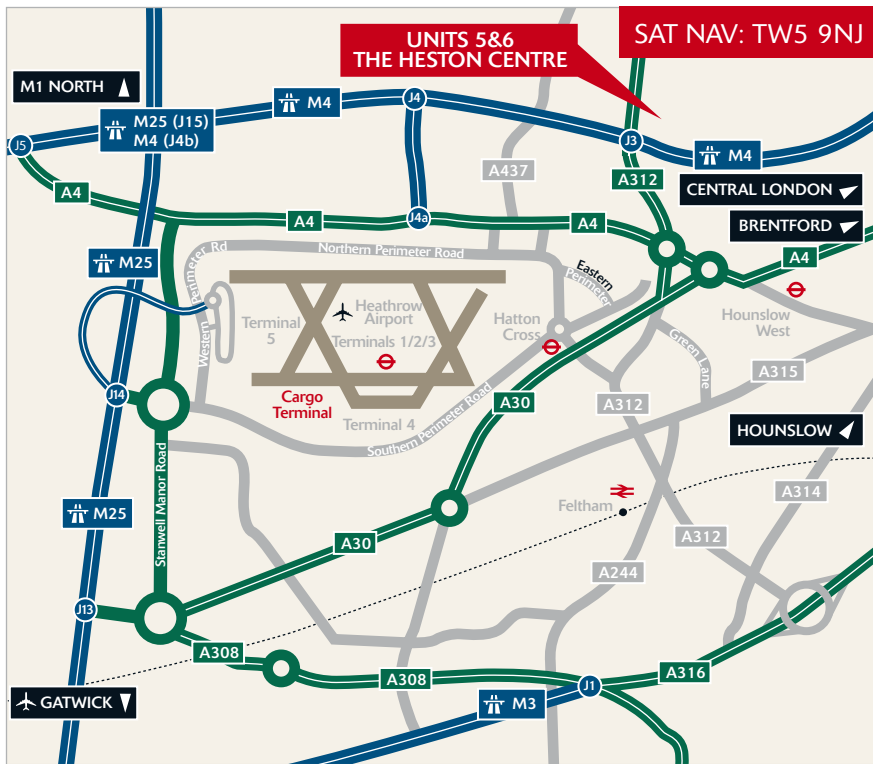 UNITS 5&6
THE HESTON CENTRE
SAT NAV: TW5 9NJ
M1 NORTH
M25 (J15)
M4 (J4b)
M4
J4
J5
J3
M4
A437
A312
CENTRAL LONDON
BRENTFORD
A4
A4
J4a
A4
A4
M25
Perimeter Rd
Western
Northern Perimeter Road
Eastern
Perimeter
Terminal
5
Heathrow
Airport
Terminals 1/2/3
Hatton
Cross
Hounslow
West
Green Lane
A315
J14
Cargo
Terminal
Terminal 4
A30
A312
Southern Perimeter Road
HOUNSLOW
Stanwell Manor Road
M25
Feltham
A314
A30
A312
A244
J13
A308
A308
A316
J1
GATWICK
M3